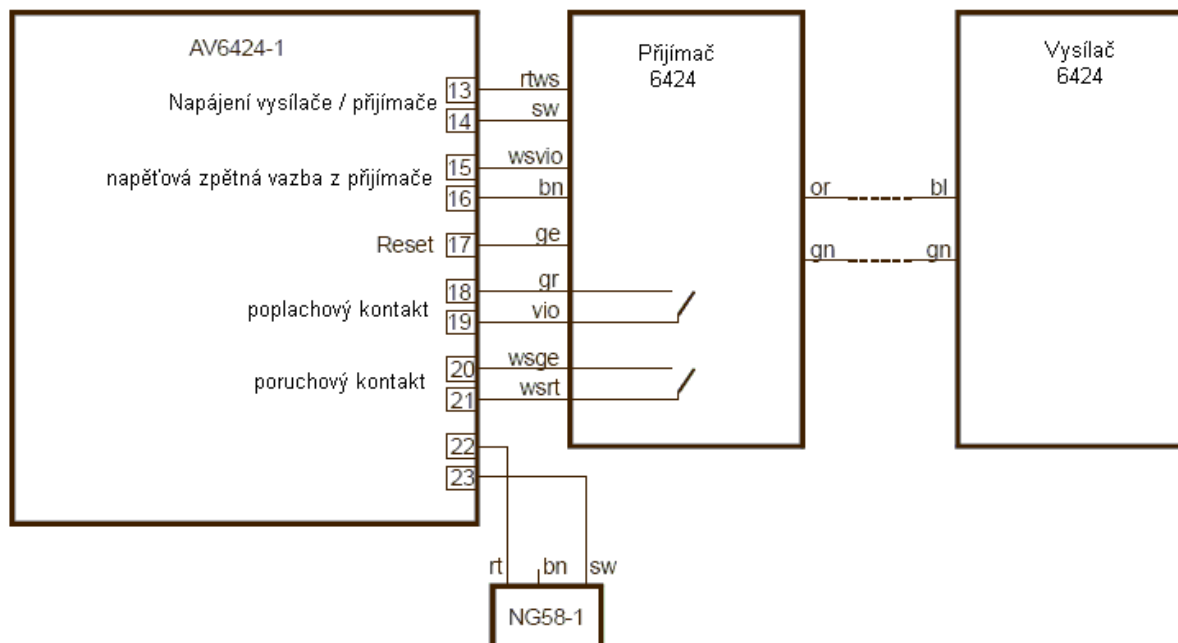 AV6424-1
Přijímač
6424
Vysílač
6424
Napájení vysílače / přijímače
13
rtws
14
sw
napěťová zpětná vazba z přijímače
15
wsvio
16
bn
or
bl
Reset
17
ge
gn
gn
poplachový kontakt
18
gr
19
vio
poruchový kontakt
20
wsge
21
wsrt
22
23
rt
bn
sw
NG58-1